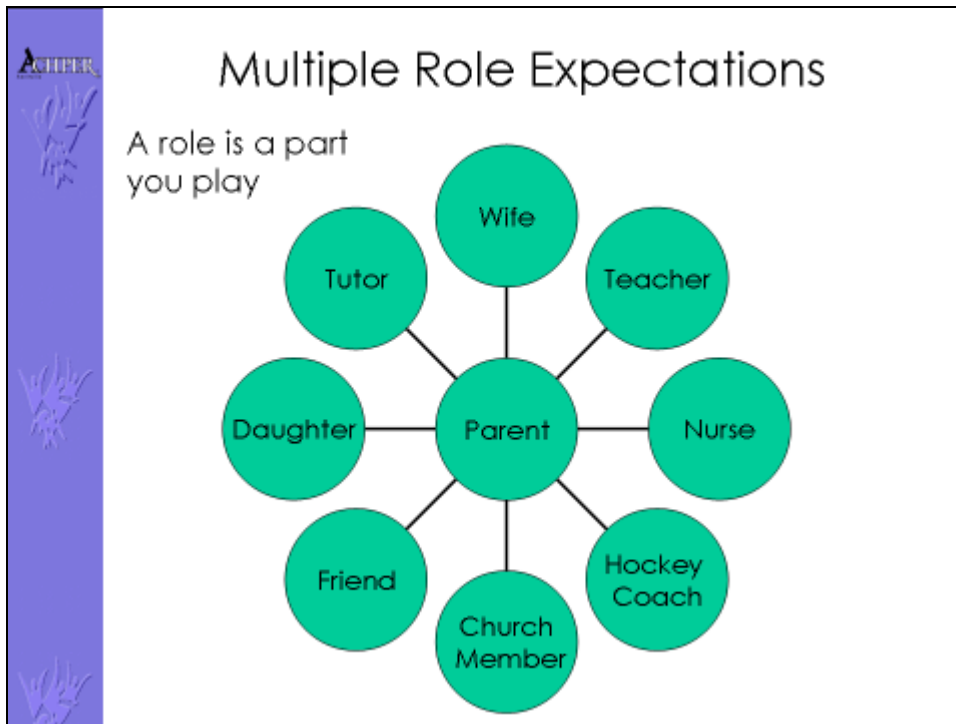 ACHPER
Multiple Role Expectations
A role is a part
you play
Wife
Tutor
Teacher
Daughter
Parent
Nurse
Friend
Hockey
Coach
Church
Member